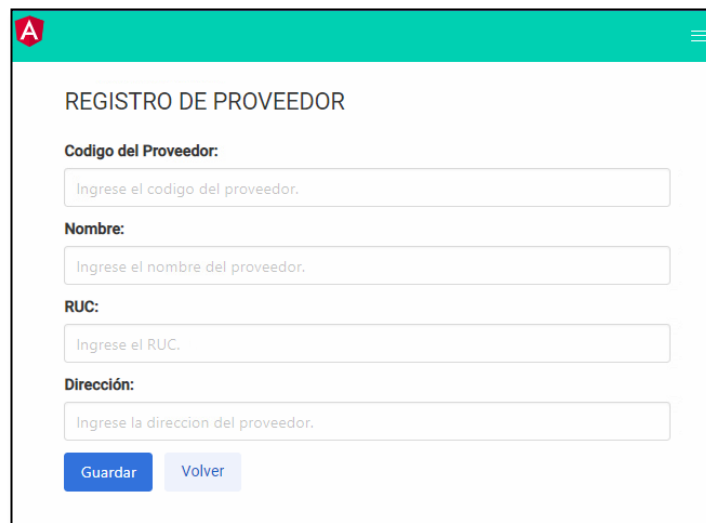 A
REGISTRO DE PROVEEDOR
Codigo del Proveedor:
Ingrese el codigo del proveedor.
Nombre:
Ingrese el nombre del proveedor.
RUC:
Ingrese el RUC.
Dirección:
Ingrese la direccion del proveedor.
Guardar Volver